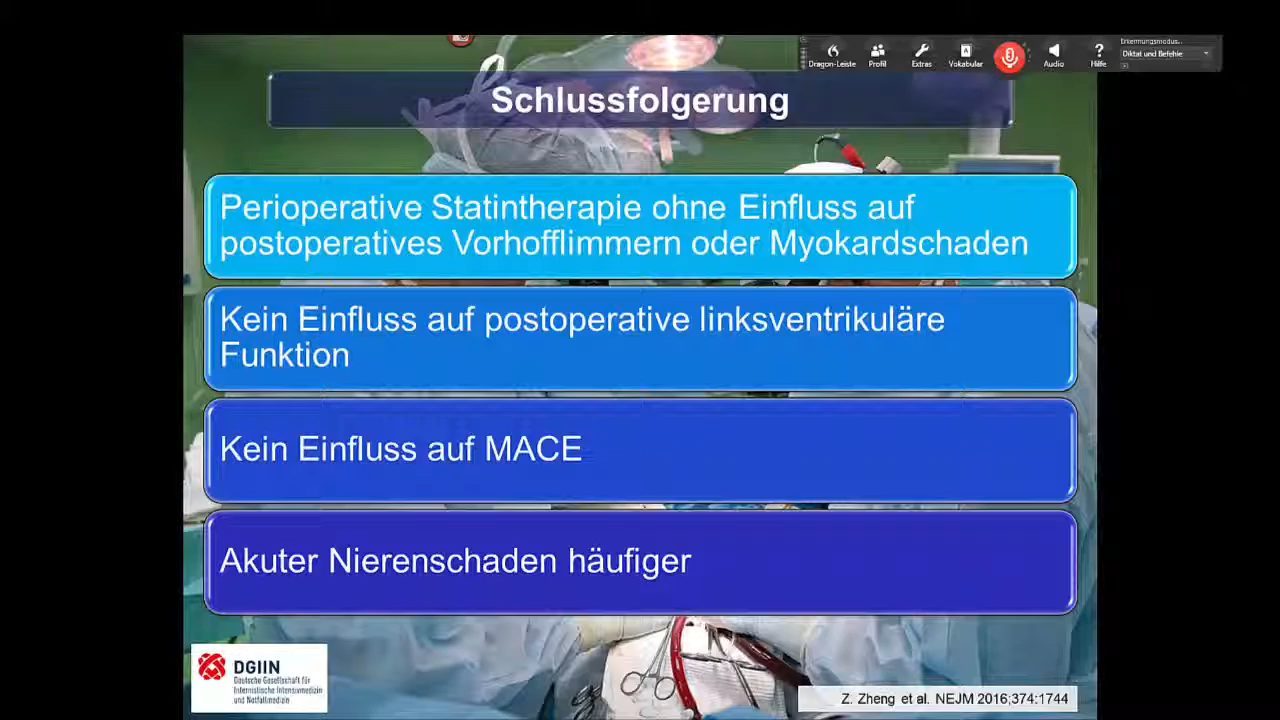 Erkennungsmodus...
Dragon-Leiste Profil Extras Vokabular Audio Hilfe
Diktat und Befehle
Schlussfolgerung
Perioperative Statintherapie ohne Einfluss auf
postoperatives Vorhofflimmern oder Myokardschaden
Kein Einfluss auf postoperative linksventrikuläre
Funktion
Kein Einfluss auf MACE
Akuter Nierenschaden häufiger
DGIIN
Deutsche Gesellschaft für
Internistische Intensivmedizin
und Notfallmedizin
Z. Zheng et al. NEJM 2016;374:1744